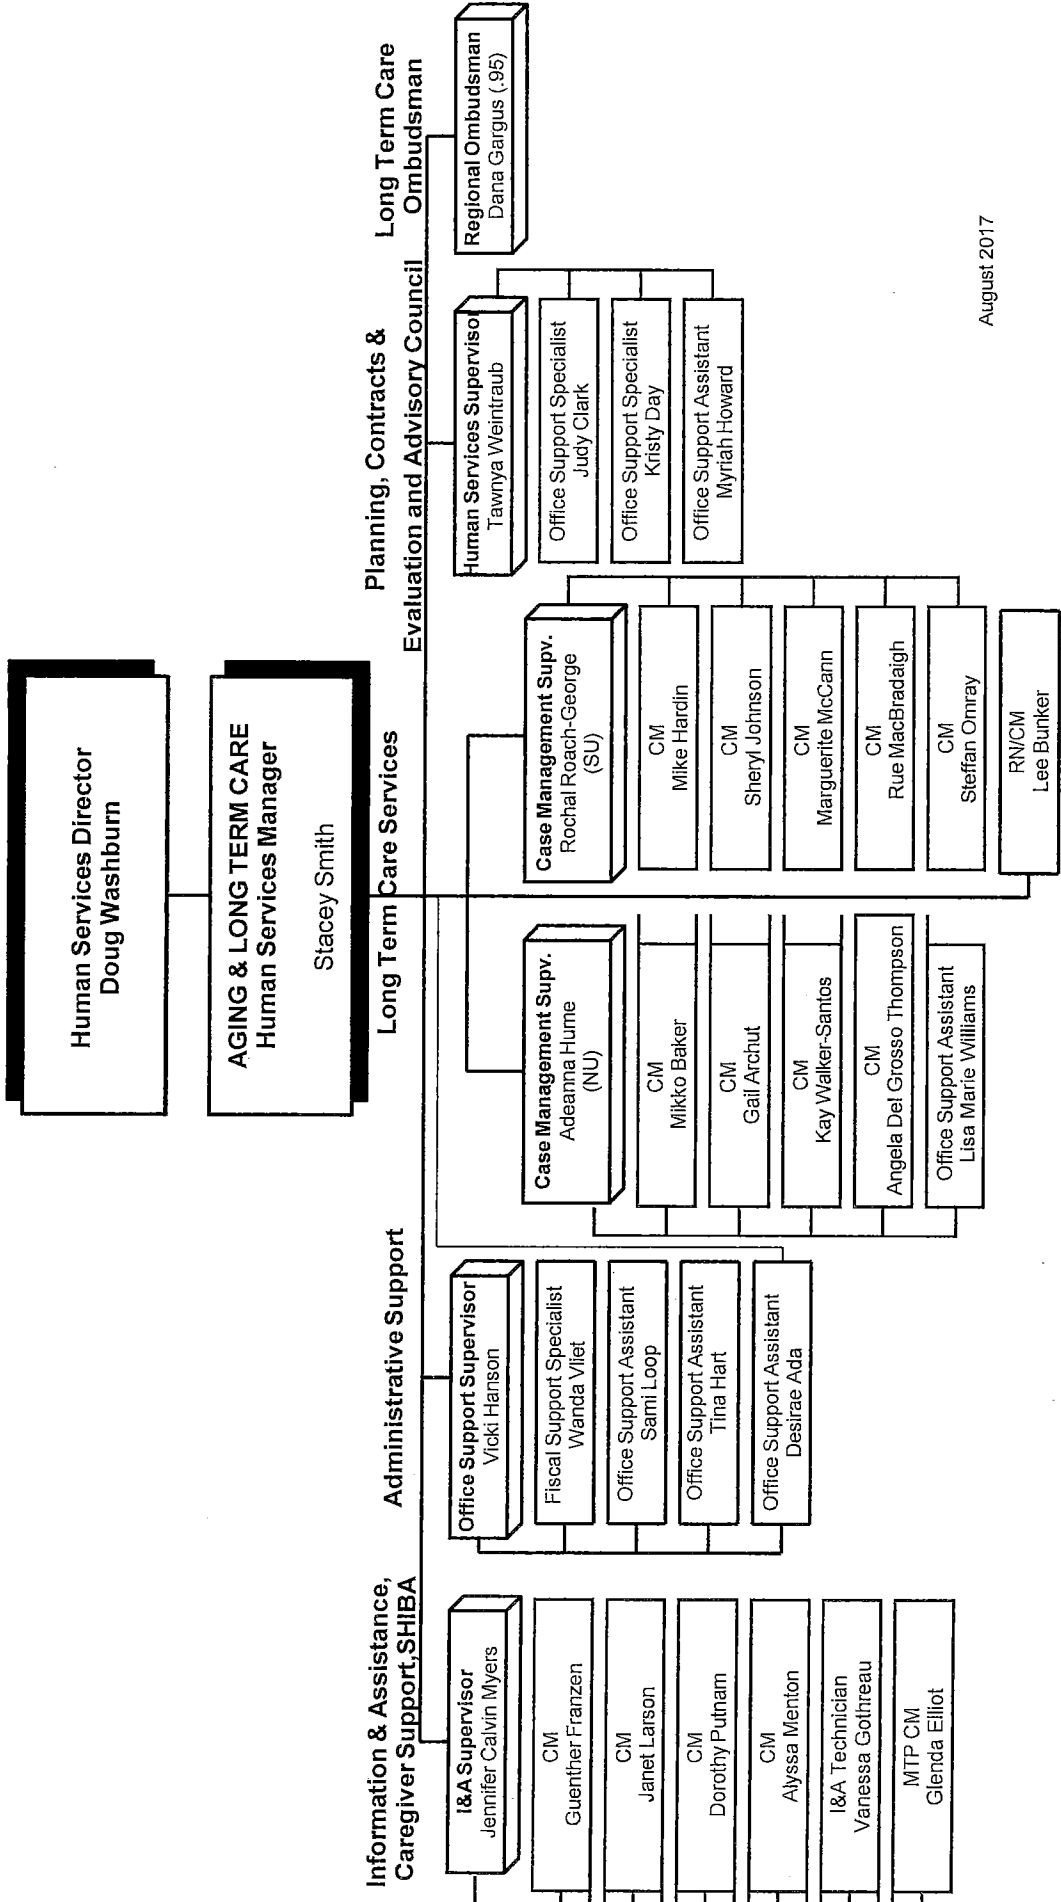 Human Services Director
Doug Washburn
AGING & LONG TERM CARE
Human Services Manager
Stacey Smith
Information & Assistance,
Caregiver Support,SHIBA
I&A Supervisor
Jennifer Calvin Myers
CM
Guenther Franzen
CM
Janet Larson
CM
Dorothy Putnam
CM
Alyssa Menton
I&A Technician
Vanessa Gothreau
MTP CM
Glenda Elliot
Administrative Support
Office Support Supervisor
Vicki Hanson
Fiscal Support Specialist
Wanda Vliet
Office Support Assistant
Sami Loop
Office Support Assistant
Tina Hart
Office Support Assistant
Desirae Ada
Long Term Care Services
Case Management Supv.
Adeanna Hume
(NU)
CM
Mikko Baker
CM
Gail Archut
CM
Kay Walker-Santos
CM
Angela Del Grosso Thompson
Office Support Assistant
Lisa Marie Williams
Case Management Supv.
Rochal Roach-George
(SU)
CM
Mike Hardin
CM
Sheryl Johnson
CM
Marguerite McCann
CM
Rue MacBradaigh
CM
Steffan Omray
RN/CM
Lee Bunker
Planning, Contracts &
Evaluation and Advisory Council
Human Services Supervisor
Tawnya Weintraub
Office Support Specialist
Judy Clark
Office Support Specialist
Kristy Day
Office Support Assistant
Myriah Howard
Long Term Care
Ombudsman
Regional Ombudsman
Dana Gargus (.95)
August 2017